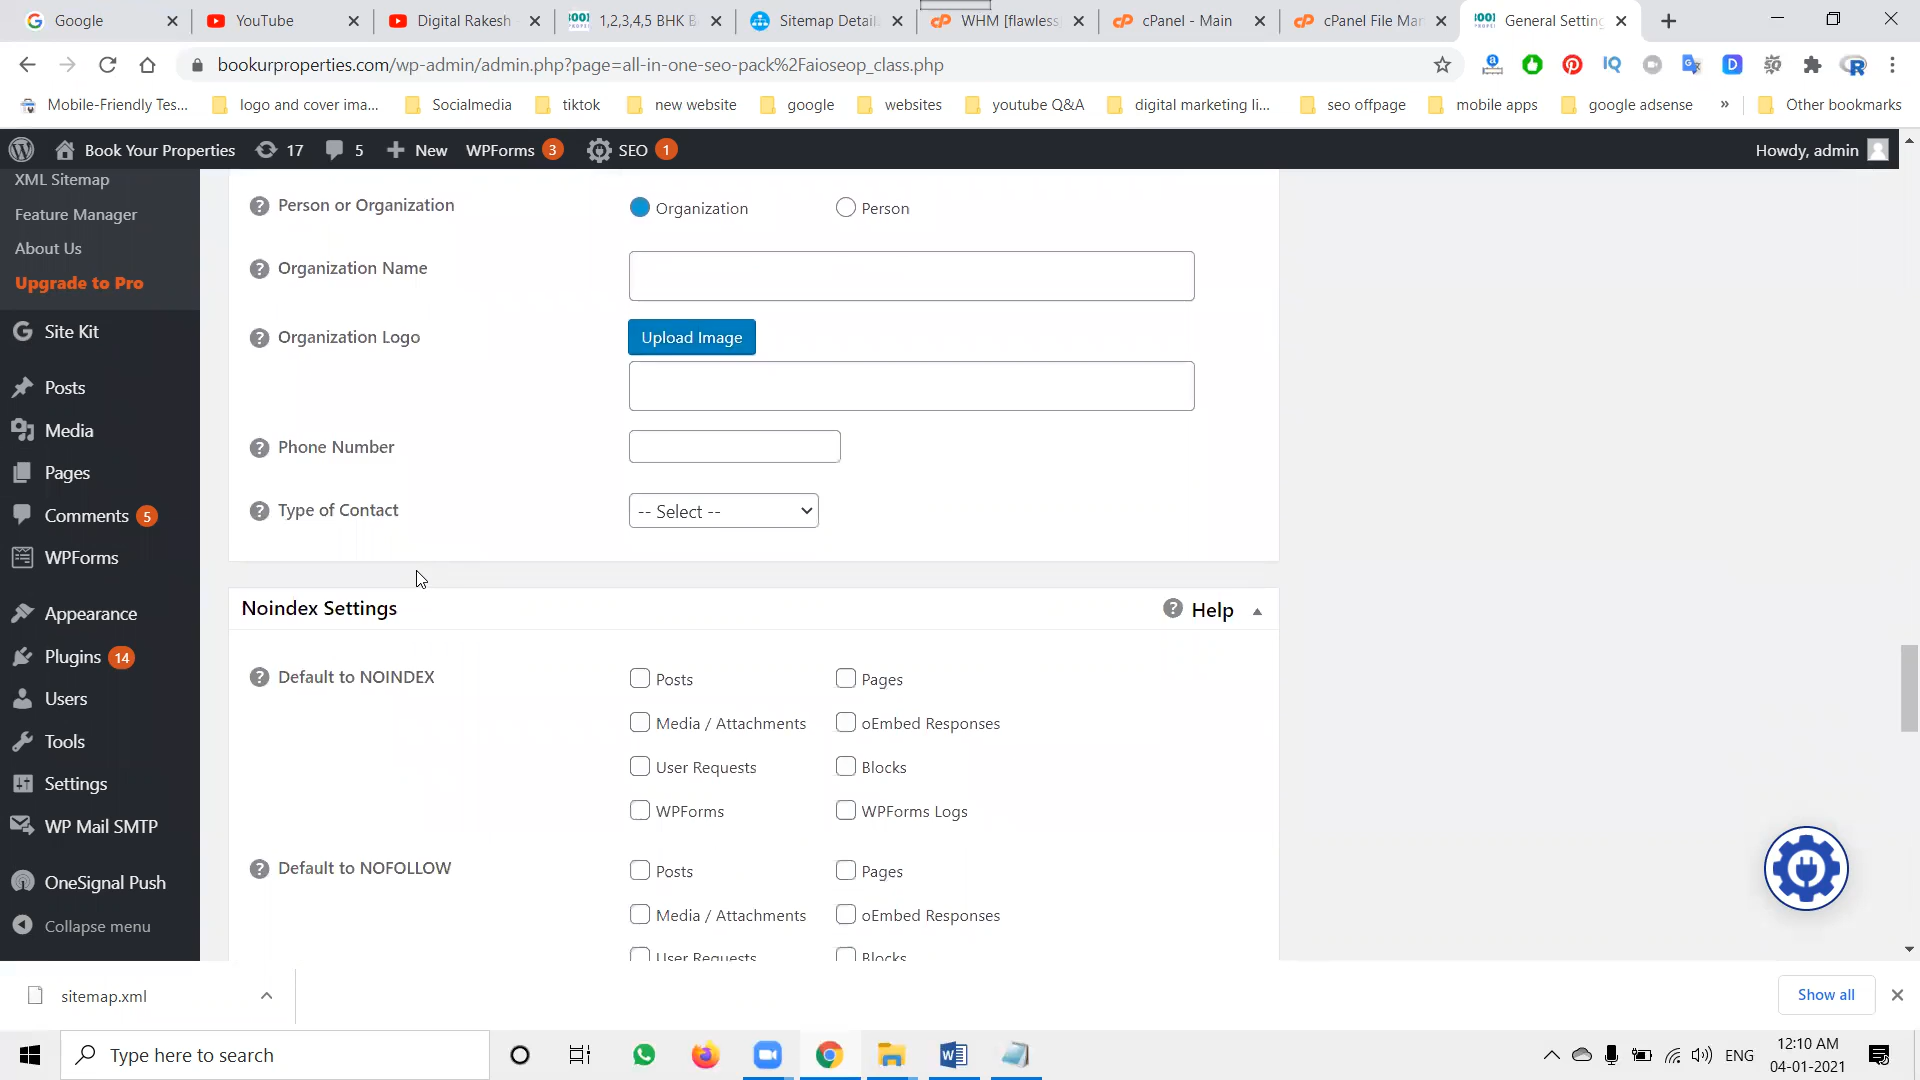 Google
YouTube
Digital Rakesh
1,2,3,4,5 BHK B
Sitemap Detail
WHM [flawless
cPanel - Main
cPanel File Man
General Setting
bookurproperties.com/wp-admin/admin.php?page=all-in-one-seo-pack%2Faioseop_class.php
Mobile-Friendly Tes...
logo and cover ima...
Socialmedia
tiktok
new website
google
websites
youtube Q&A
digital marketing li...
seo offpage
mobile apps
google adsense
»
Other bookmarks
Book Your Properties
17
5
New
WPForms 3
SEO 1
Howdy, admin
XML Sitemap
Feature Manager
About Us
Upgrade to Pro
Site Kit
Posts
Media
Pages
Comments 5
WPForms
Appearance
Plugins 14
Users
Tools
Settings
WP Mail SMTP
OneSignal Push
Collapse menu
Person or Organization
Organization
Person
Organization Name
Organization Logo
Upload Image
Phone Number
Type of Contact
-- Select --
Noindex Settings
Help
Default to NOINDEX
Posts
Pages
Media / Attachments
oEmbed Responses
User Requests
Blocks
WPForms
WPForms Logs
Default to NOFOLLOW
Posts
Pages
Media / Attachments
oEmbed Responses
User Requests
Blocks
sitemap.xml
Show all
Type here to search
ENG
12:10 AM
04-01-2021